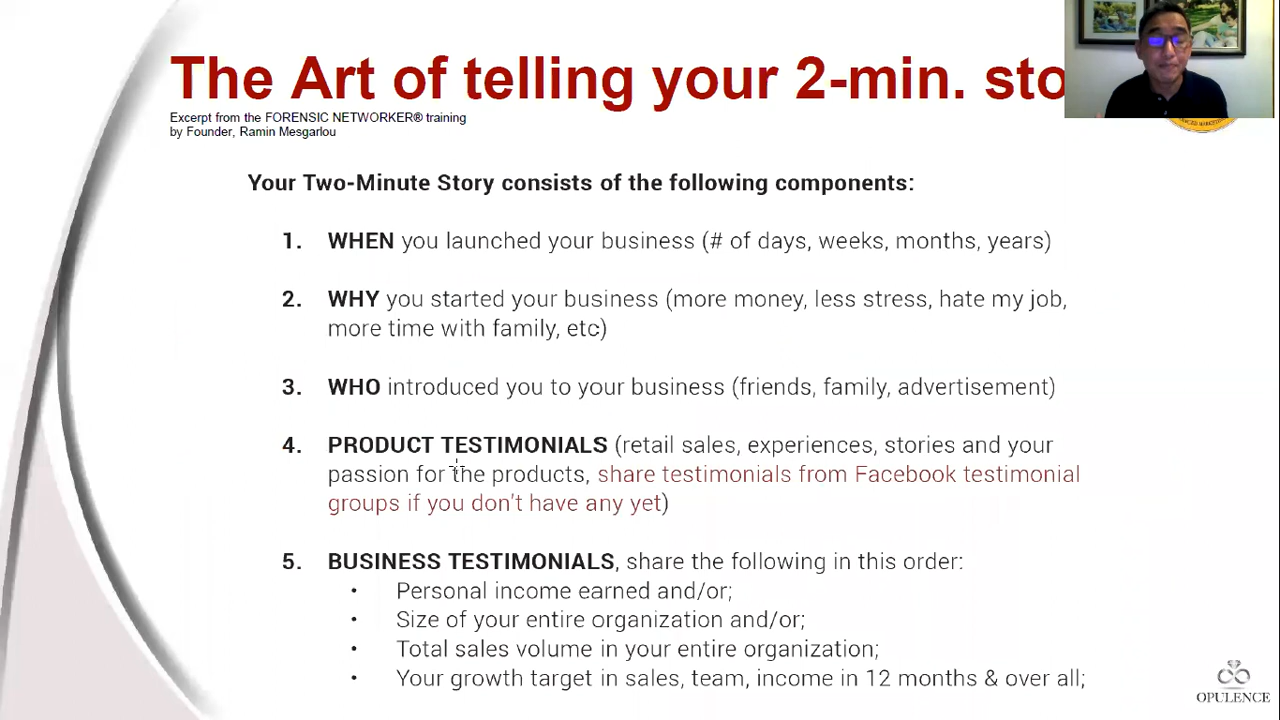 The Art of telling your 2-min. sto
Excerpt from the FORENSIC NETWORKER® training
by Founder, Ramin Mesgarlou
Your Two-Minute Story consists of the following components:
1. WHEN you launched your business (# of days, weeks, months, years)
2. WHY you started your business (more money, less stress, hate my job,
more time with family, etc)
3. WHO introduced you to your business (friends, family, advertisement)
4. PRODUCT TESTIMONIALS (retail sales, experiences, stories and your
passion for the products, share testimonials from Facebook testimonial
groups if you don't have any yet)
5. BUSINESS TESTIMONIALS, share the following in this order:
• Personal income earned and/or;
• Size of your entire organization and/or;
• Total sales volume in your entire organization;
• Your growth target in sales, team, income in 12 months & over all;
OPULENCE